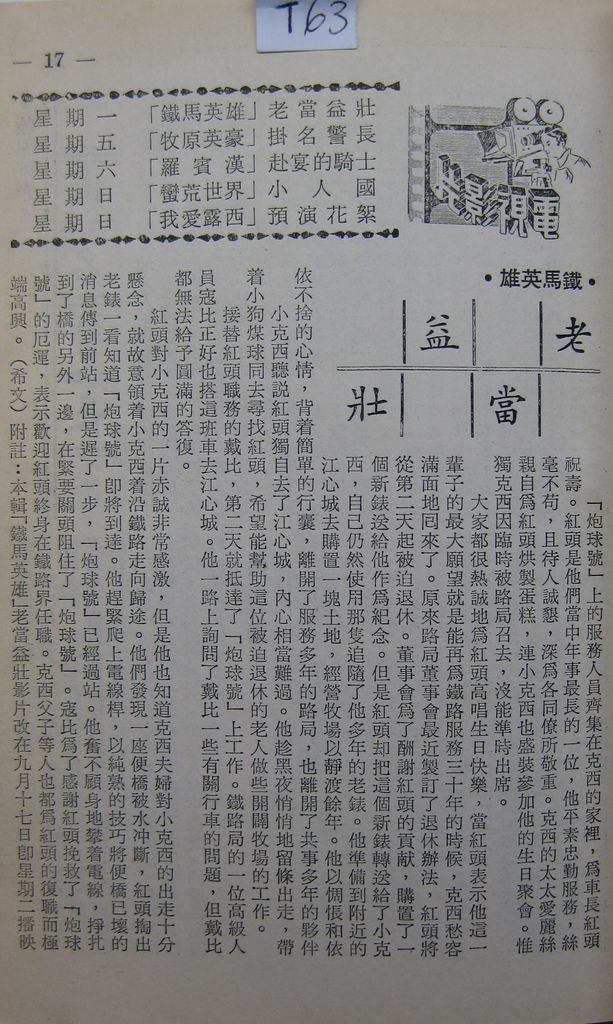 T63
— 17 —
電視影集
星期一 「鐵馬英雄」老當益壯
星期五 「牧原英豪」掛名警長
星期六 「羅賓漢」赴宴的騎士
星期日 「蠻荒世界」小人國
星期日 「我愛露西」預演花絮
•鐵馬英雄•
老當益壯
「炮球號」上的服務人員齊集在克西的家裡，爲車長紅頭
祝壽。紅頭是他們當中年事最長的一位，他平素忠勤服務，絲
毫不苟，且待人誠懇，深爲各同僚所敬重。克西的太太愛麗絲
親自爲紅頭烘製蛋糕，連小克西也盛裝參加他的生日聚會。惟
獨克西因臨時被路局召去，沒能準時出席。
大家都很熱誠地爲紅頭高唱生日快樂，當紅頭表示他這一
輩子的最大願望就是能再爲鐵路服務三十年的時候，克西愁容
滿面地囘來了。原來路局董事會最近製訂了退休辦法，紅頭將
從第二天起被迫退休。董事會爲了酬謝紅頭的貢献，購置了一
個新錶送給他作爲紀念。但是紅頭却把這個新錶轉送給了小克
西，自己仍然使用那隻追隨了他多年的老錶。他準備到附近的
江心城去購置一塊土地，經營牧場以靜渡餘年。他以惆悵和依
依不捨的心情，背着簡單的行囊，離開了服務多年的路局，也離開了共事多年的夥伴
小克西聽説紅頭獨自去了江心城，內心相當難過。他趁黑夜悄悄地留條出走，帶
着小狗煤球同去尋找紅頭，希望能幫助這位被迫退休的老人做些開闢牧場的工作。
接替紅頭職務的戴比，第二天就抵達了「炮球號」上工作。鐵路局的一位高級人
員寇比正好也搭這班車去江心城。他一路上詢問了戴比一些有關行車的問題，但戴比
都無法給予圓滿的答復。
紅頭對小克西的一片赤誠非常感激，但是他也知道克西夫婦對小克西的出走十分
懸念，就故意領着小克西着沿鐵路走向歸途。他們發現一座便橋被水冲斷，紅頭掏出
老錶一看知道「炮球號」卽將到達。他趕緊爬上電線桿，以純熟的技巧將便橋已壞的
消息傳到前站，但是遲了一步，「炮球號」已經過站。他奮不顧身地攀着電線，掙扎
到了橋的另外一邊，在緊要關頭阻住了「炮球號」。寇比爲了感謝紅頭挽救了「炮球
號」的厄運，表示歡迎紅頭終身在鐵路界任職。克西父子等人也都爲紅頭的復職而極
端高興。（希文）附註：本輯「鐵馬英雄」老當益壯影片改在九月十七日卽星期二播映